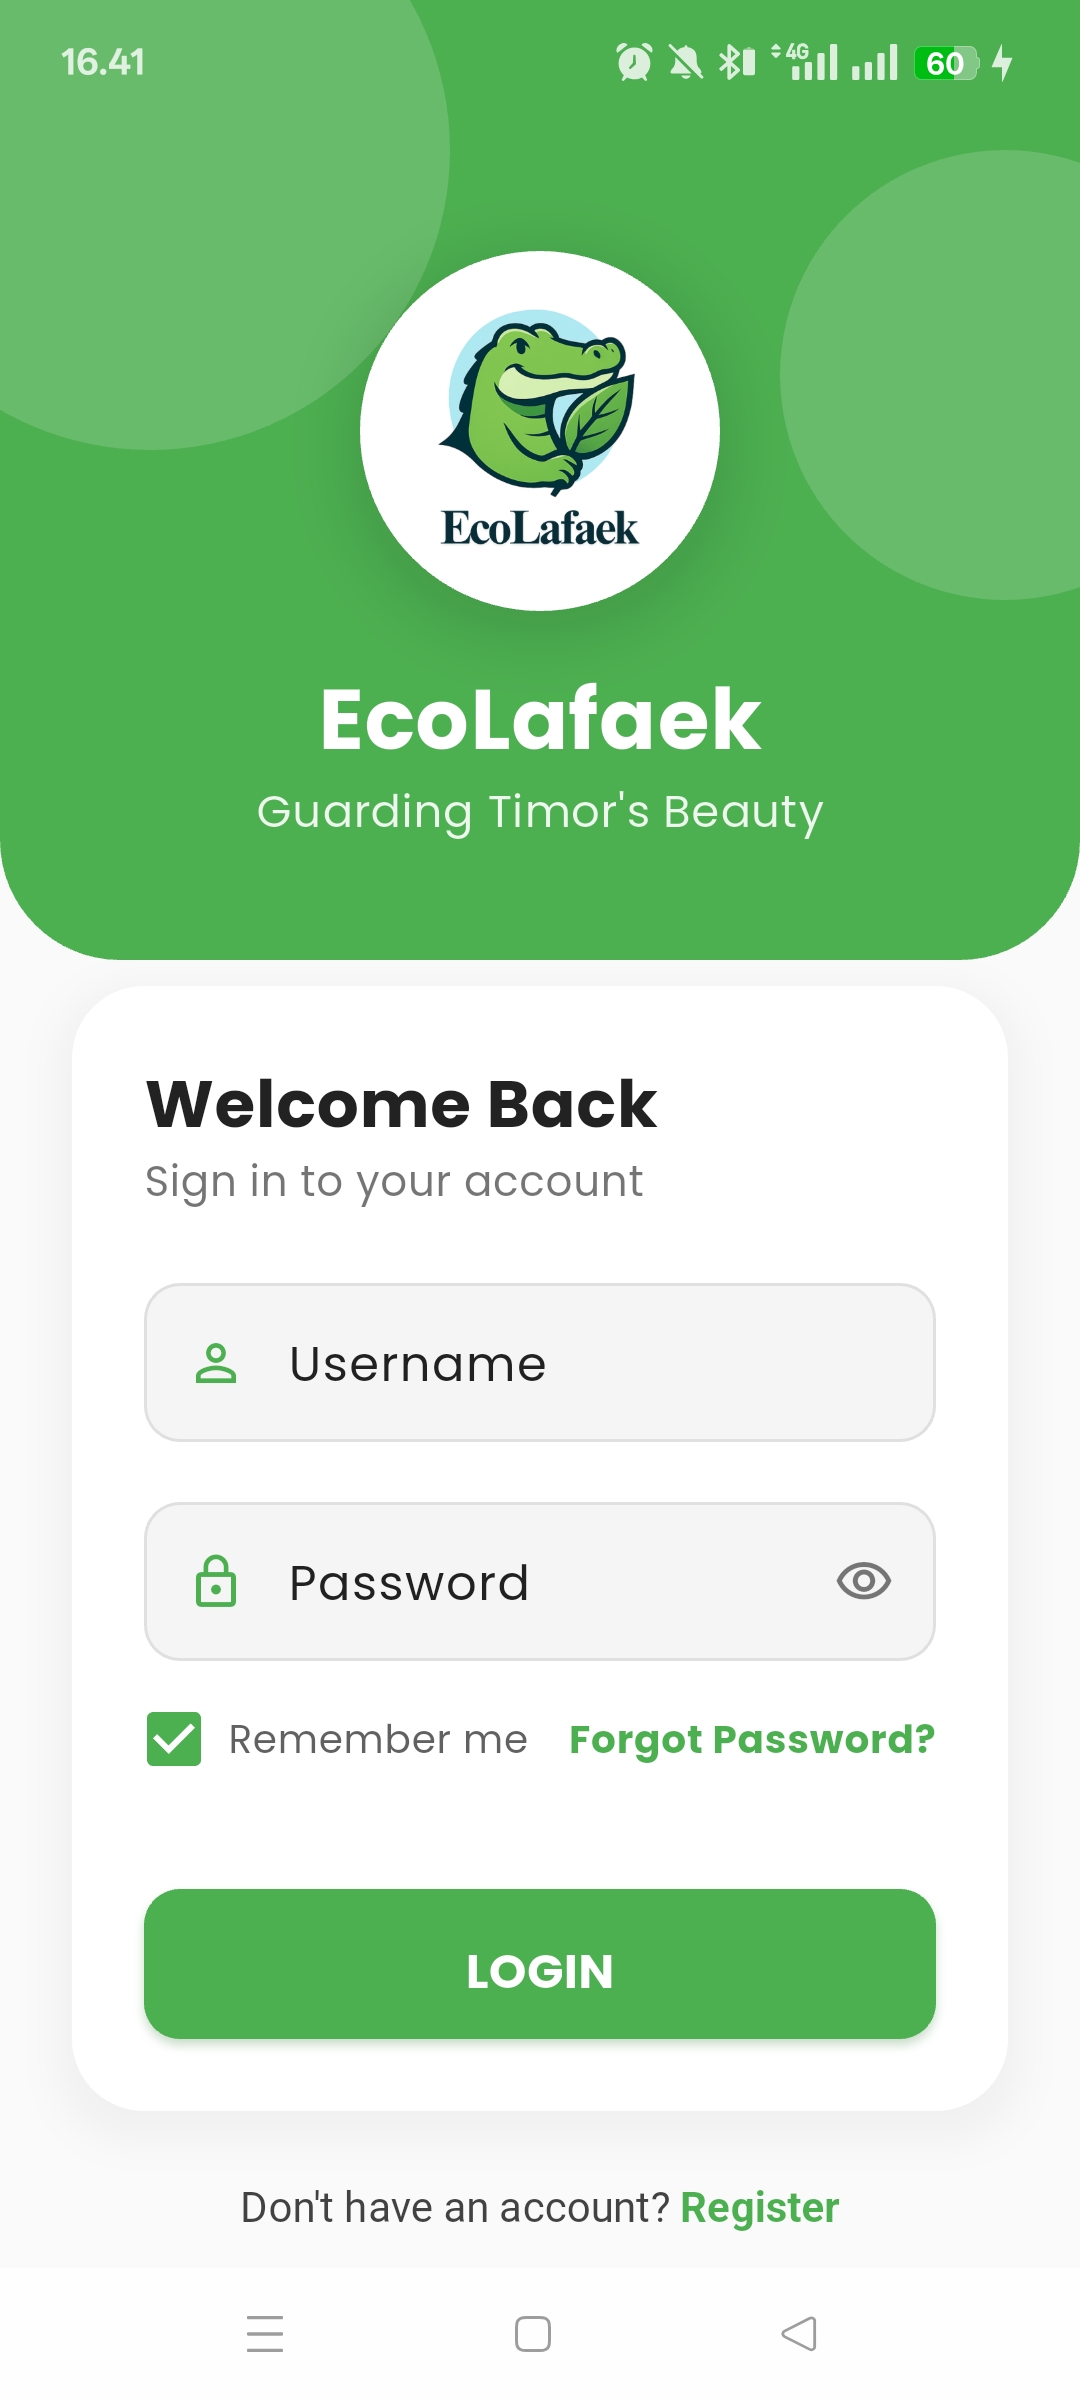 16.41
4G
60
EcoLafaek
EcoLafaek
Guarding Timor's Beauty
Welcome Back
Sign in to your account
Username
Password
Remember me Forgot Password?
LOGIN
Don't have an account? Register